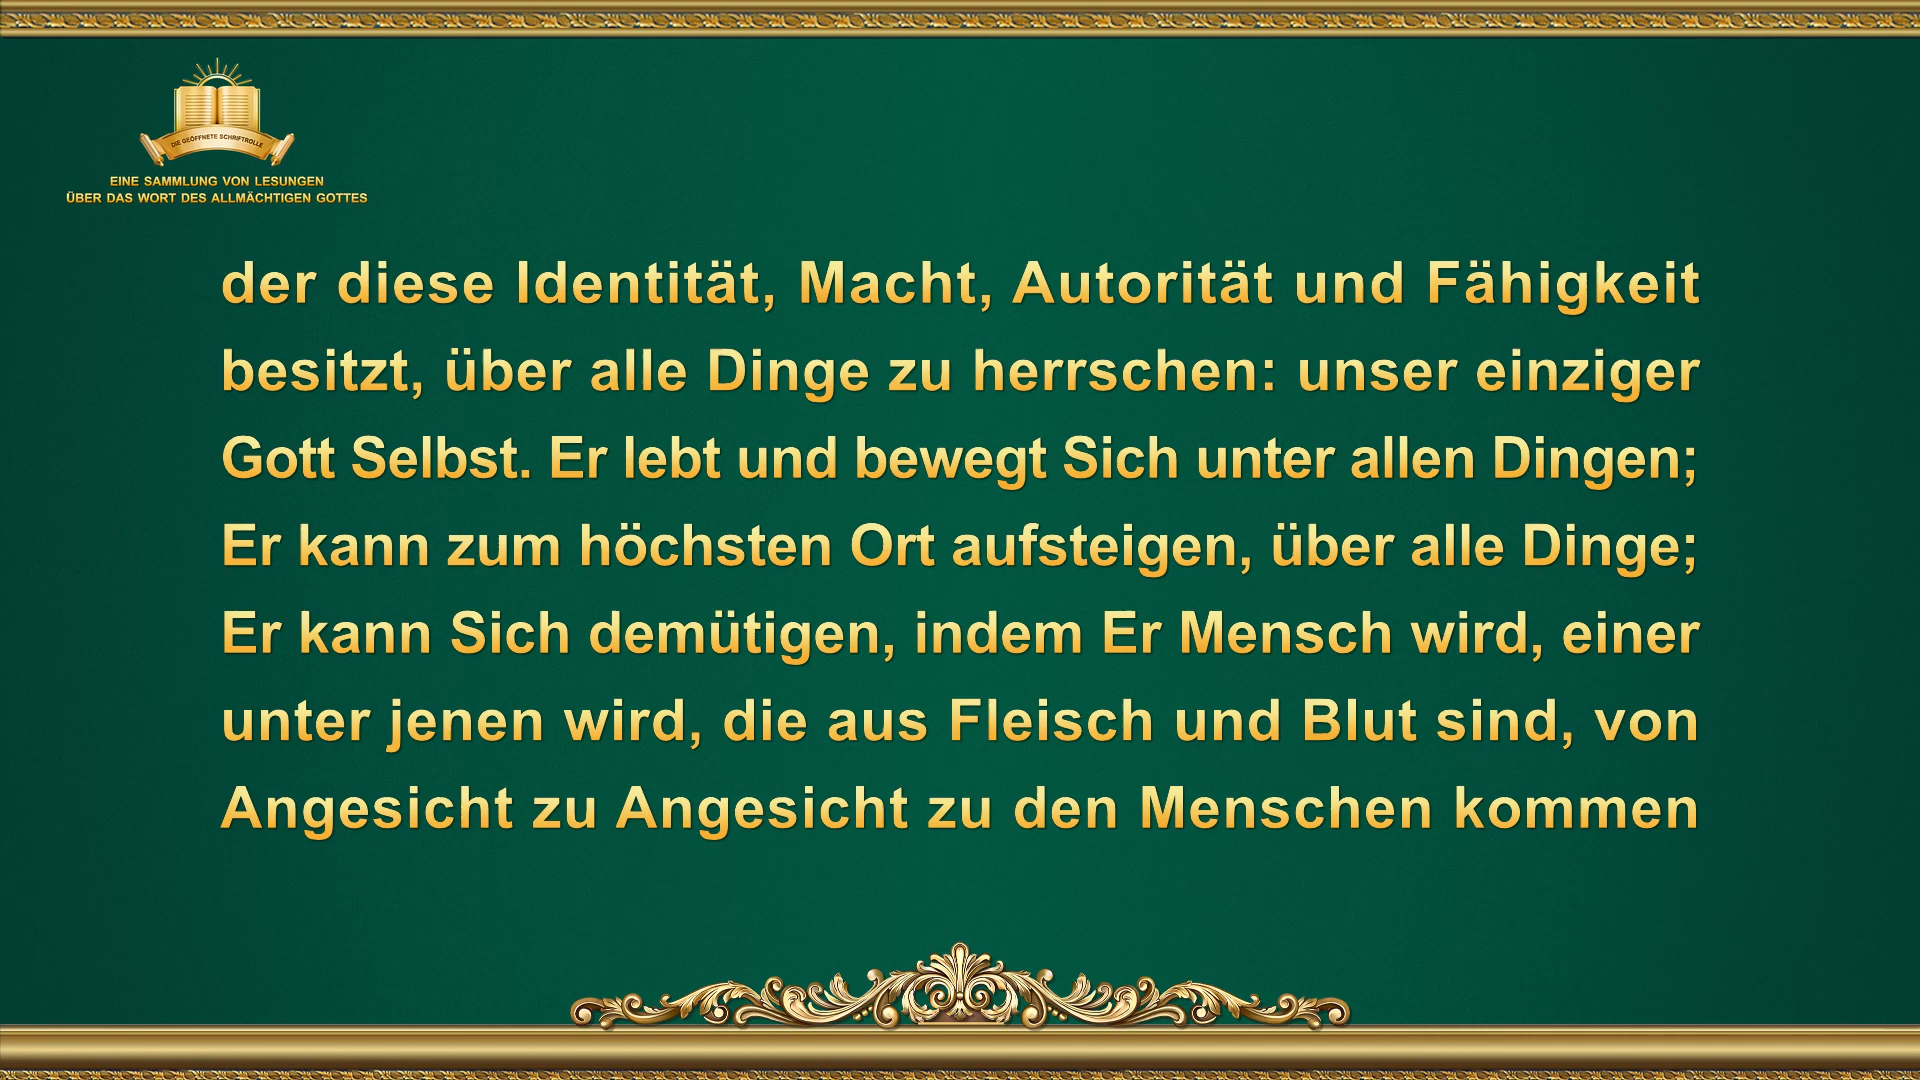 DIE GEÖFFNETE SCHRIFTROLLE
EINE SAMMLUNG VON LESUNGEN
ÜBER DAS WORT DES ALLMÄCHTIGEN GOTTES
der diese Identität, Macht, Autorität und Fähigkeit
besitzt, über alle Dinge zu herrschen: unser einziger
Gott Selbst. Er lebt und bewegt Sich unter allen Dingen;
Er kann zum höchsten Ort aufsteigen, über alle Dinge;
Er kann Sich demütigen, indem Er Mensch wird, einer
unter jenen wird, die aus Fleisch und Blut sind, von
Angesicht zu Angesicht zu den Menschen kommen